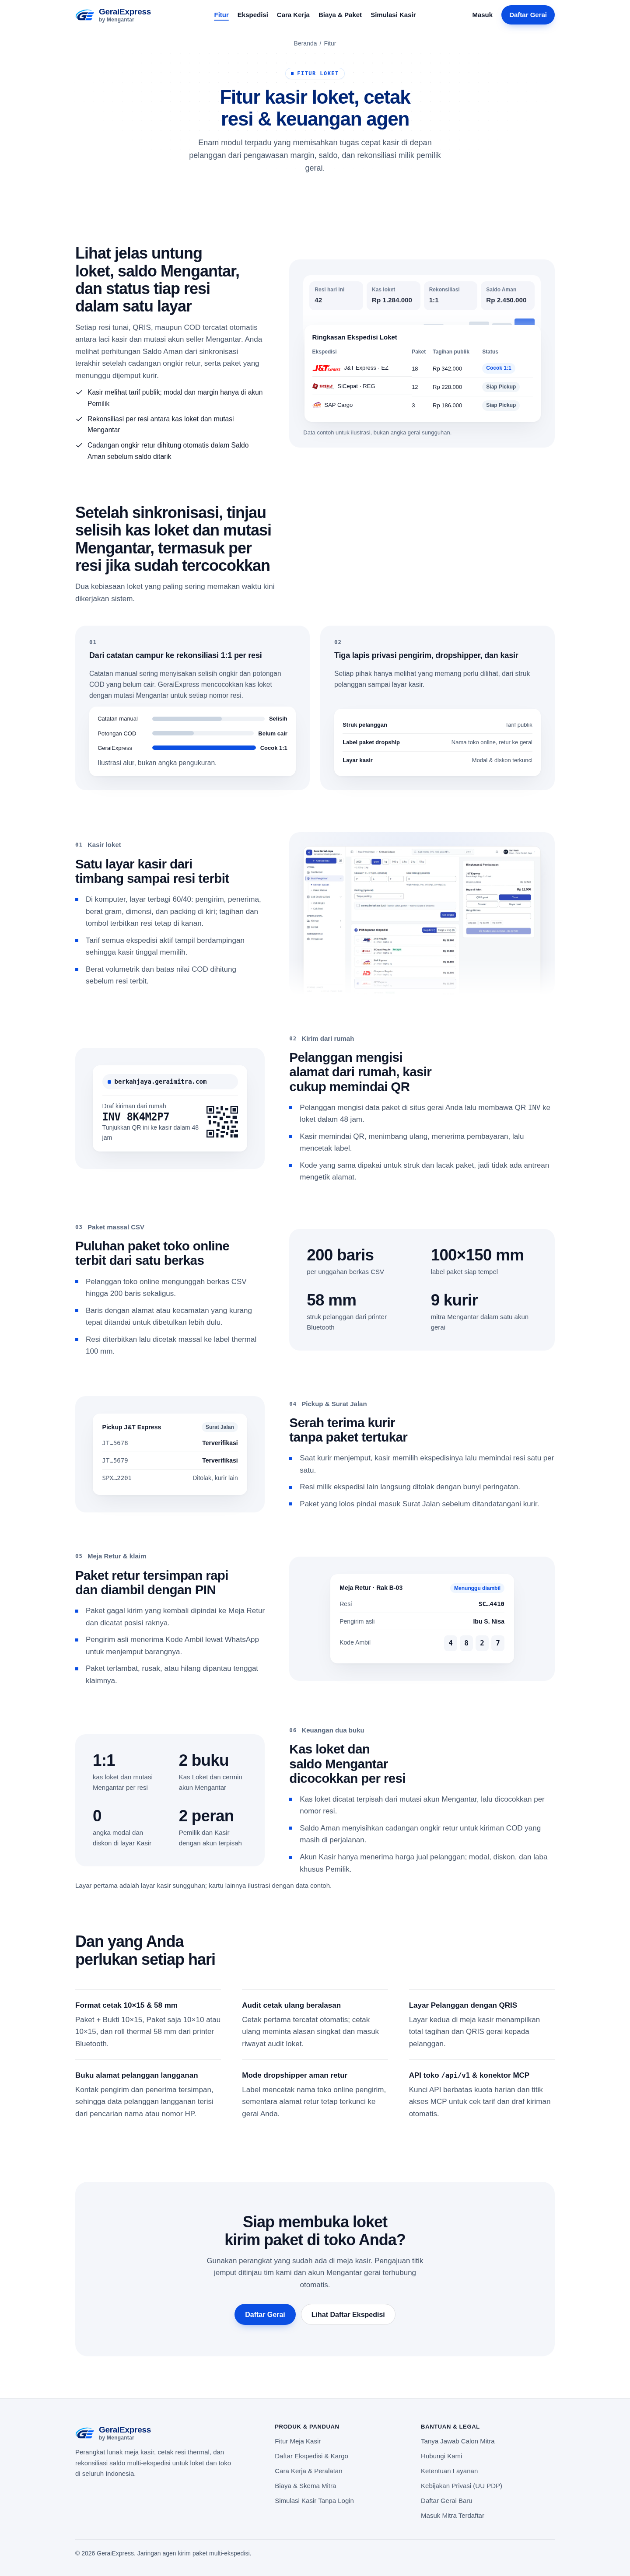 GeraiExpress
by Mengantar
Fitur Ekspedisi Cara Kerja Biaya & Paket Simulasi Kasir
Masuk Daftar Gerai
Beranda / Fitur
FITUR LOKET
Fitur kasir loket, cetak
resi & keuangan agen
Enam modul terpadu yang memisahkan tugas cepat kasir di depan
pelanggan dari pengawasan margin, saldo, dan rekonsiliasi milik pemilik
gerai.
Lihat jelas untung
loket, saldo Mengantar,
dan status tiap resi
dalam satu layar
Setiap resi tunai, QRIS, maupun COD tercatat otomatis
antara laci kasir dan mutasi akun seller Mengantar. Anda
melihat perhitungan Saldo Aman dari sinkronisasi
terakhir setelah cadangan ongkir retur, serta paket yang
menunggu dijemput kurir.
Kasir melihat tarif publik; modal dan margin hanya di akun
Pemilik
Rekonsiliasi per resi antara kas loket dan mutasi
Mengantar
Cadangan ongkir retur dihitung otomatis dalam Saldo
Aman sebelum saldo ditarik
Resi hari ini
42
Kas loket
Rp 1.284.000
Rekonsiliasi
1:1
Saldo Aman
Rp 2.450.000
Ringkasan Ekspedisi Loket
Ekspedisi Paket Tagihan publik Status
J&T Express · EZ 18 Rp 342.000 Cocok 1:1
SiCepat · REG 12 Rp 228.000 Siap Pickup
SAP Cargo 3 Rp 186.000 Siap Pickup
Data contoh untuk ilustrasi, bukan angka gerai sungguhan.
Setelah sinkronisasi, tinjau
selisih kas loket dan mutasi
Mengantar, termasuk per
resi jika sudah tercocokkan
Dua kebiasaan loket yang paling sering memakan waktu kini
dikerjakan sistem.
01
Dari catatan campur ke rekonsiliasi 1:1 per resi
Catatan manual sering menyisakan selisih ongkir dan potongan
COD yang belum cair. GeraiExpress mencocokkan kas loket
dengan mutasi Mengantar untuk setiap nomor resi.
Catatan manual Selisih
Potongan COD Belum cair
GeraiExpress Cocok 1:1
Ilustrasi alur, bukan angka pengukuran.
02
Tiga lapis privasi pengirim, dropshipper, dan kasir
Setiap pihak hanya melihat yang memang perlu dilihat, dari struk
pelanggan sampai layar kasir.
Struk pelanggan Tarif publik
Label paket dropship Nama toko online, retur ke gerai
Layar kasir Modal & diskon terkunci
01 Kasir loket
Satu layar kasir dari
timbang sampai resi terbit
Di komputer, layar terbagi 60/40: pengirim, penerima,
berat gram, dimensi, dan packing di kiri; tagihan dan
tombol terbitkan resi tetap di kanan.
Tarif semua ekspedisi aktif tampil berdampingan
sehingga kasir tinggal memilih.
Berat volumetrik dan batas nilai COD dihitung
sebelum resi terbit.
02 Kirim dari rumah
Pelanggan mengisi
alamat dari rumah, kasir
cukup memindai QR
Pelanggan mengisi data paket di situs gerai Anda lalu membawa QR INV ke
loket dalam 48 jam.
Kasir memindai QR, menimbang ulang, menerima pembayaran, lalu
mencetak label.
Kode yang sama dipakai untuk struk dan lacak paket, jadi tidak ada antrean
mengetik alamat.
berkahjaya.geraimitra.com
Draf kiriman dari rumah
INV 8K4M2P7
Tunjukkan QR ini ke kasir dalam 48
jam
03 Paket massal CSV
Puluhan paket toko online
terbit dari satu berkas
Pelanggan toko online mengunggah berkas CSV
hingga 200 baris sekaligus.
Baris dengan alamat atau kecamatan yang kurang
tepat ditandai untuk dibetulkan lebih dulu.
Resi diterbitkan lalu dicetak massal ke label thermal
100 mm.
200 baris
per unggahan berkas CSV
100×150 mm
label paket siap tempel
58 mm
struk pelanggan dari printer
Bluetooth
9 kurir
mitra Mengantar dalam satu akun
gerai
04 Pickup & Surat Jalan
Serah terima kurir
tanpa paket tertukar
Saat kurir menjemput, kasir memilih ekspedisinya lalu memindai resi satu per
satu.
Resi milik ekspedisi lain langsung ditolak dengan bunyi peringatan.
Paket yang lolos pindai masuk Surat Jalan sebelum ditandatangani kurir.
Pickup J&T Express Surat Jalan
JT…5678 Terverifikasi
JT…5679 Terverifikasi
SPX…2201 Ditolak, kurir lain
05 Meja Retur & klaim
Paket retur tersimpan rapi
dan diambil dengan PIN
Paket gagal kirim yang kembali dipindai ke Meja Retur
dan dicatat posisi raknya.
Pengirim asli menerima Kode Ambil lewat WhatsApp
untuk menjemput barangnya.
Paket terlambat, rusak, atau hilang dipantau tenggat
klaimnya.
Meja Retur · Rak B-03 Menunggu diambil
Resi SC…4410
Pengirim asli Ibu S. Nisa
Kode Ambil 4 8 2 7
06 Keuangan dua buku
Kas loket dan
saldo Mengantar
dicocokkan per resi
Kas loket dicatat terpisah dari mutasi akun Mengantar, lalu dicocokkan per
nomor resi.
Saldo Aman menyisihkan cadangan ongkir retur untuk kiriman COD yang
masih di perjalanan.
Akun Kasir hanya menerima harga jual pelanggan; modal, diskon, dan laba
khusus Pemilik.
1:1
kas loket dan mutasi
Mengantar per resi
2 buku
Kas Loket dan cermin
akun Mengantar
0
angka modal dan
diskon di layar Kasir
2 peran
Pemilik dan Kasir
dengan akun terpisah
Layar pertama adalah layar kasir sungguhan; kartu lainnya ilustrasi dengan data contoh.
Dan yang Anda
perlukan setiap hari
Format cetak 10×15 & 58 mm
Paket + Bukti 10×15, Paket saja 10×10 atau
10×15, dan roll thermal 58 mm dari printer
Bluetooth.
Audit cetak ulang beralasan
Cetak pertama tercatat otomatis; cetak
ulang meminta alasan singkat dan masuk
riwayat audit loket.
Layar Pelanggan dengan QRIS
Layar kedua di meja kasir menampilkan
total tagihan dan QRIS gerai kepada
pelanggan.
Buku alamat pelanggan langganan
Kontak pengirim dan penerima tersimpan,
sehingga data pelanggan langganan terisi
dari pencarian nama atau nomor HP.
Mode dropshipper aman retur
Label mencetak nama toko online pengirim,
sementara alamat retur tetap terkunci ke
gerai Anda.
API toko /api/v1 & konektor MCP
Kunci API berbatas kuota harian dan titik
akses MCP untuk cek tarif dan draf kiriman
otomatis.
Siap membuka loket
kirim paket di toko Anda?
Gunakan perangkat yang sudah ada di meja kasir. Pengajuan titik
jemput ditinjau tim kami dan akun Mengantar gerai terhubung
otomatis.
Daftar Gerai Lihat Daftar Ekspedisi
GeraiExpress
by Mengantar
Perangkat lunak meja kasir, cetak resi thermal, dan
rekonsiliasi saldo multi-ekspedisi untuk loket dan toko
di seluruh Indonesia.
PRODUK & PANDUAN
Fitur Meja Kasir
Daftar Ekspedisi & Kargo
Cara Kerja & Peralatan
Biaya & Skema Mitra
Simulasi Kasir Tanpa Login
BANTUAN & LEGAL
Tanya Jawab Calon Mitra
Hubungi Kami
Ketentuan Layanan
Kebijakan Privasi (UU PDP)
Daftar Gerai Baru
Masuk Mitra Terdaftar
© 2026 GeraiExpress. Jaringan agen kirim paket multi-ekspedisi.